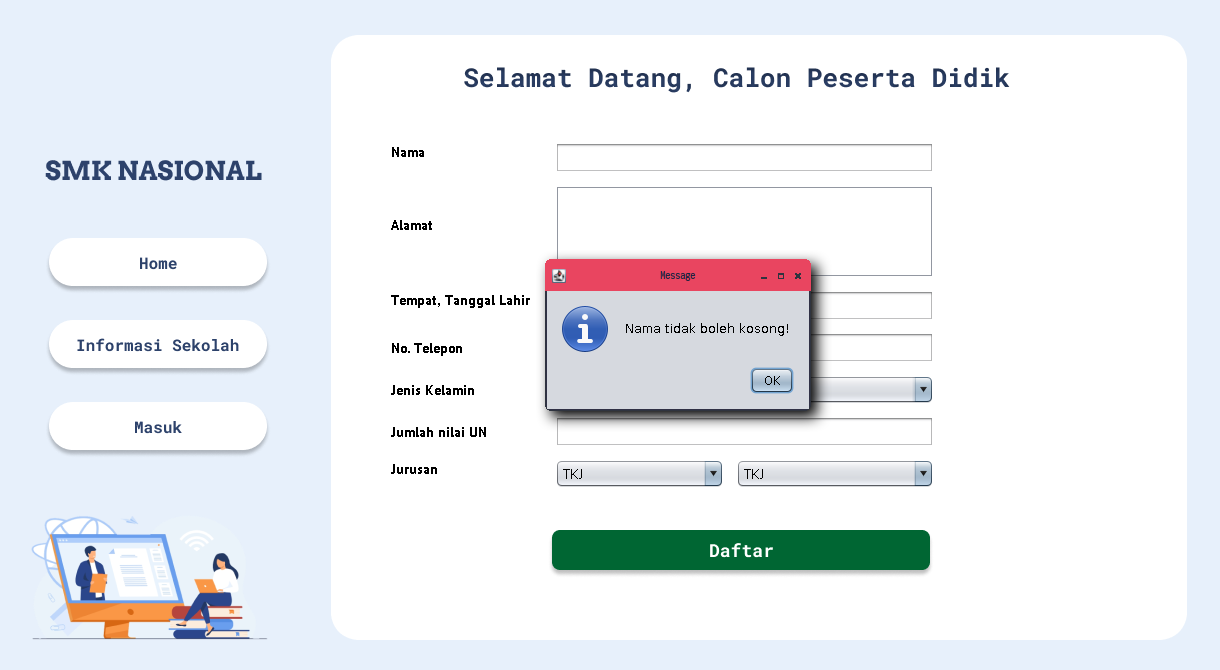 Selamat Datang, Calon Peserta Didik
SMK NASIONAL
Home
Informasi Sekolah
Masuk
Nama
Alamat
Tempat, Tanggal Lahir
No. Telepon
Jenis Kelamin
Jumlah nilai UN
Jurusan
TKJ
TKJ
Daftar
Message
Nama tidak boleh kosong!
OK